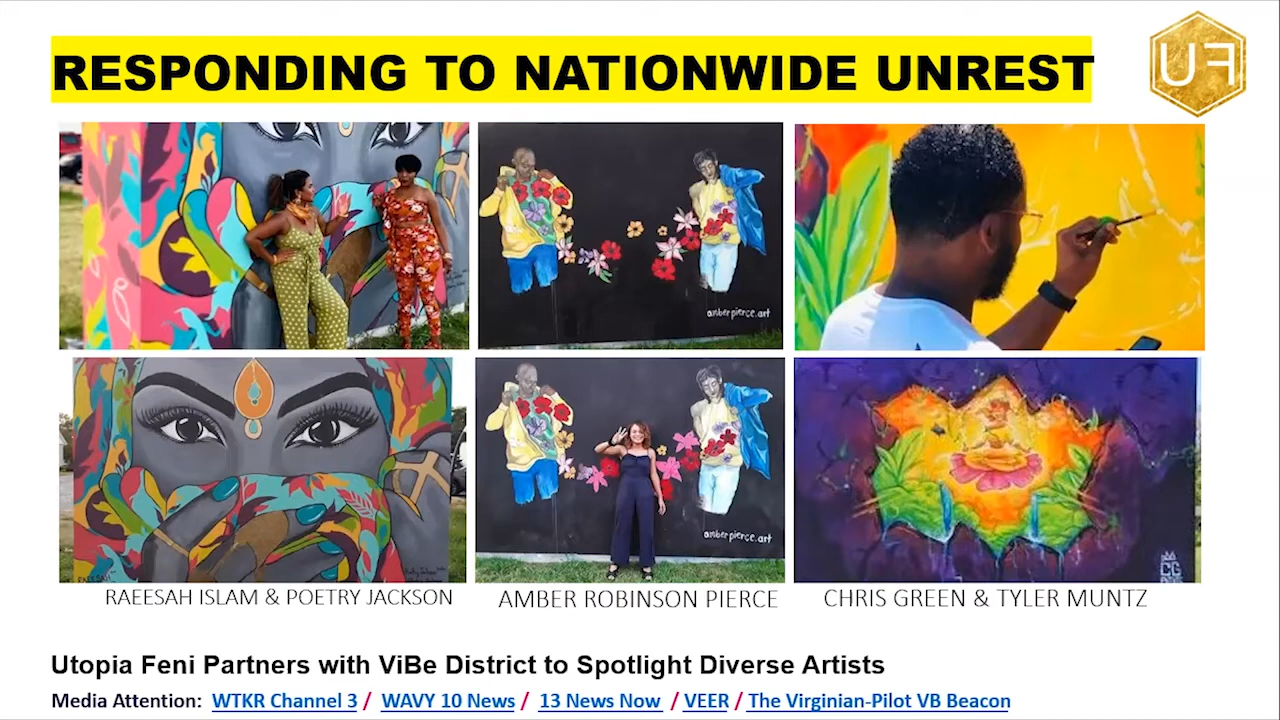 RESPONDING TO NATIONWIDE UNREST
UF
amberpierce.art
amberpierce.art
RAEESAH
CG
RAEESAH ISLAM & POETRY JACKSON
AMBER ROBINSON PIERCE
CHRIS GREEN & TYLER MUNTZ
Utopia Feni Partners with ViBe District to Spotlight Diverse Artists
Media Attention: WTKR Channel 3 / WAVY 10 News / 13 News Now / VEER / The Virginian-Pilot VB Beacon